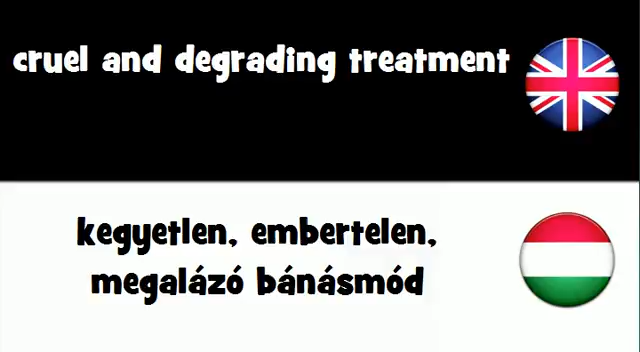 cruel and degrading treatment
kegyetlen, embertelen,
megalázó bánásmód